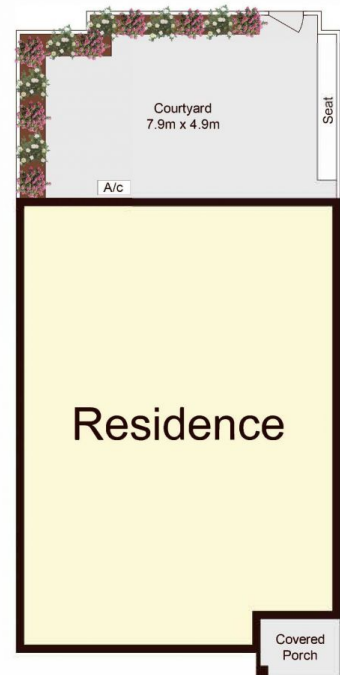 Courtyard
7.9m x 4.9m
Seat
A/c
Residence
Covered
Porch